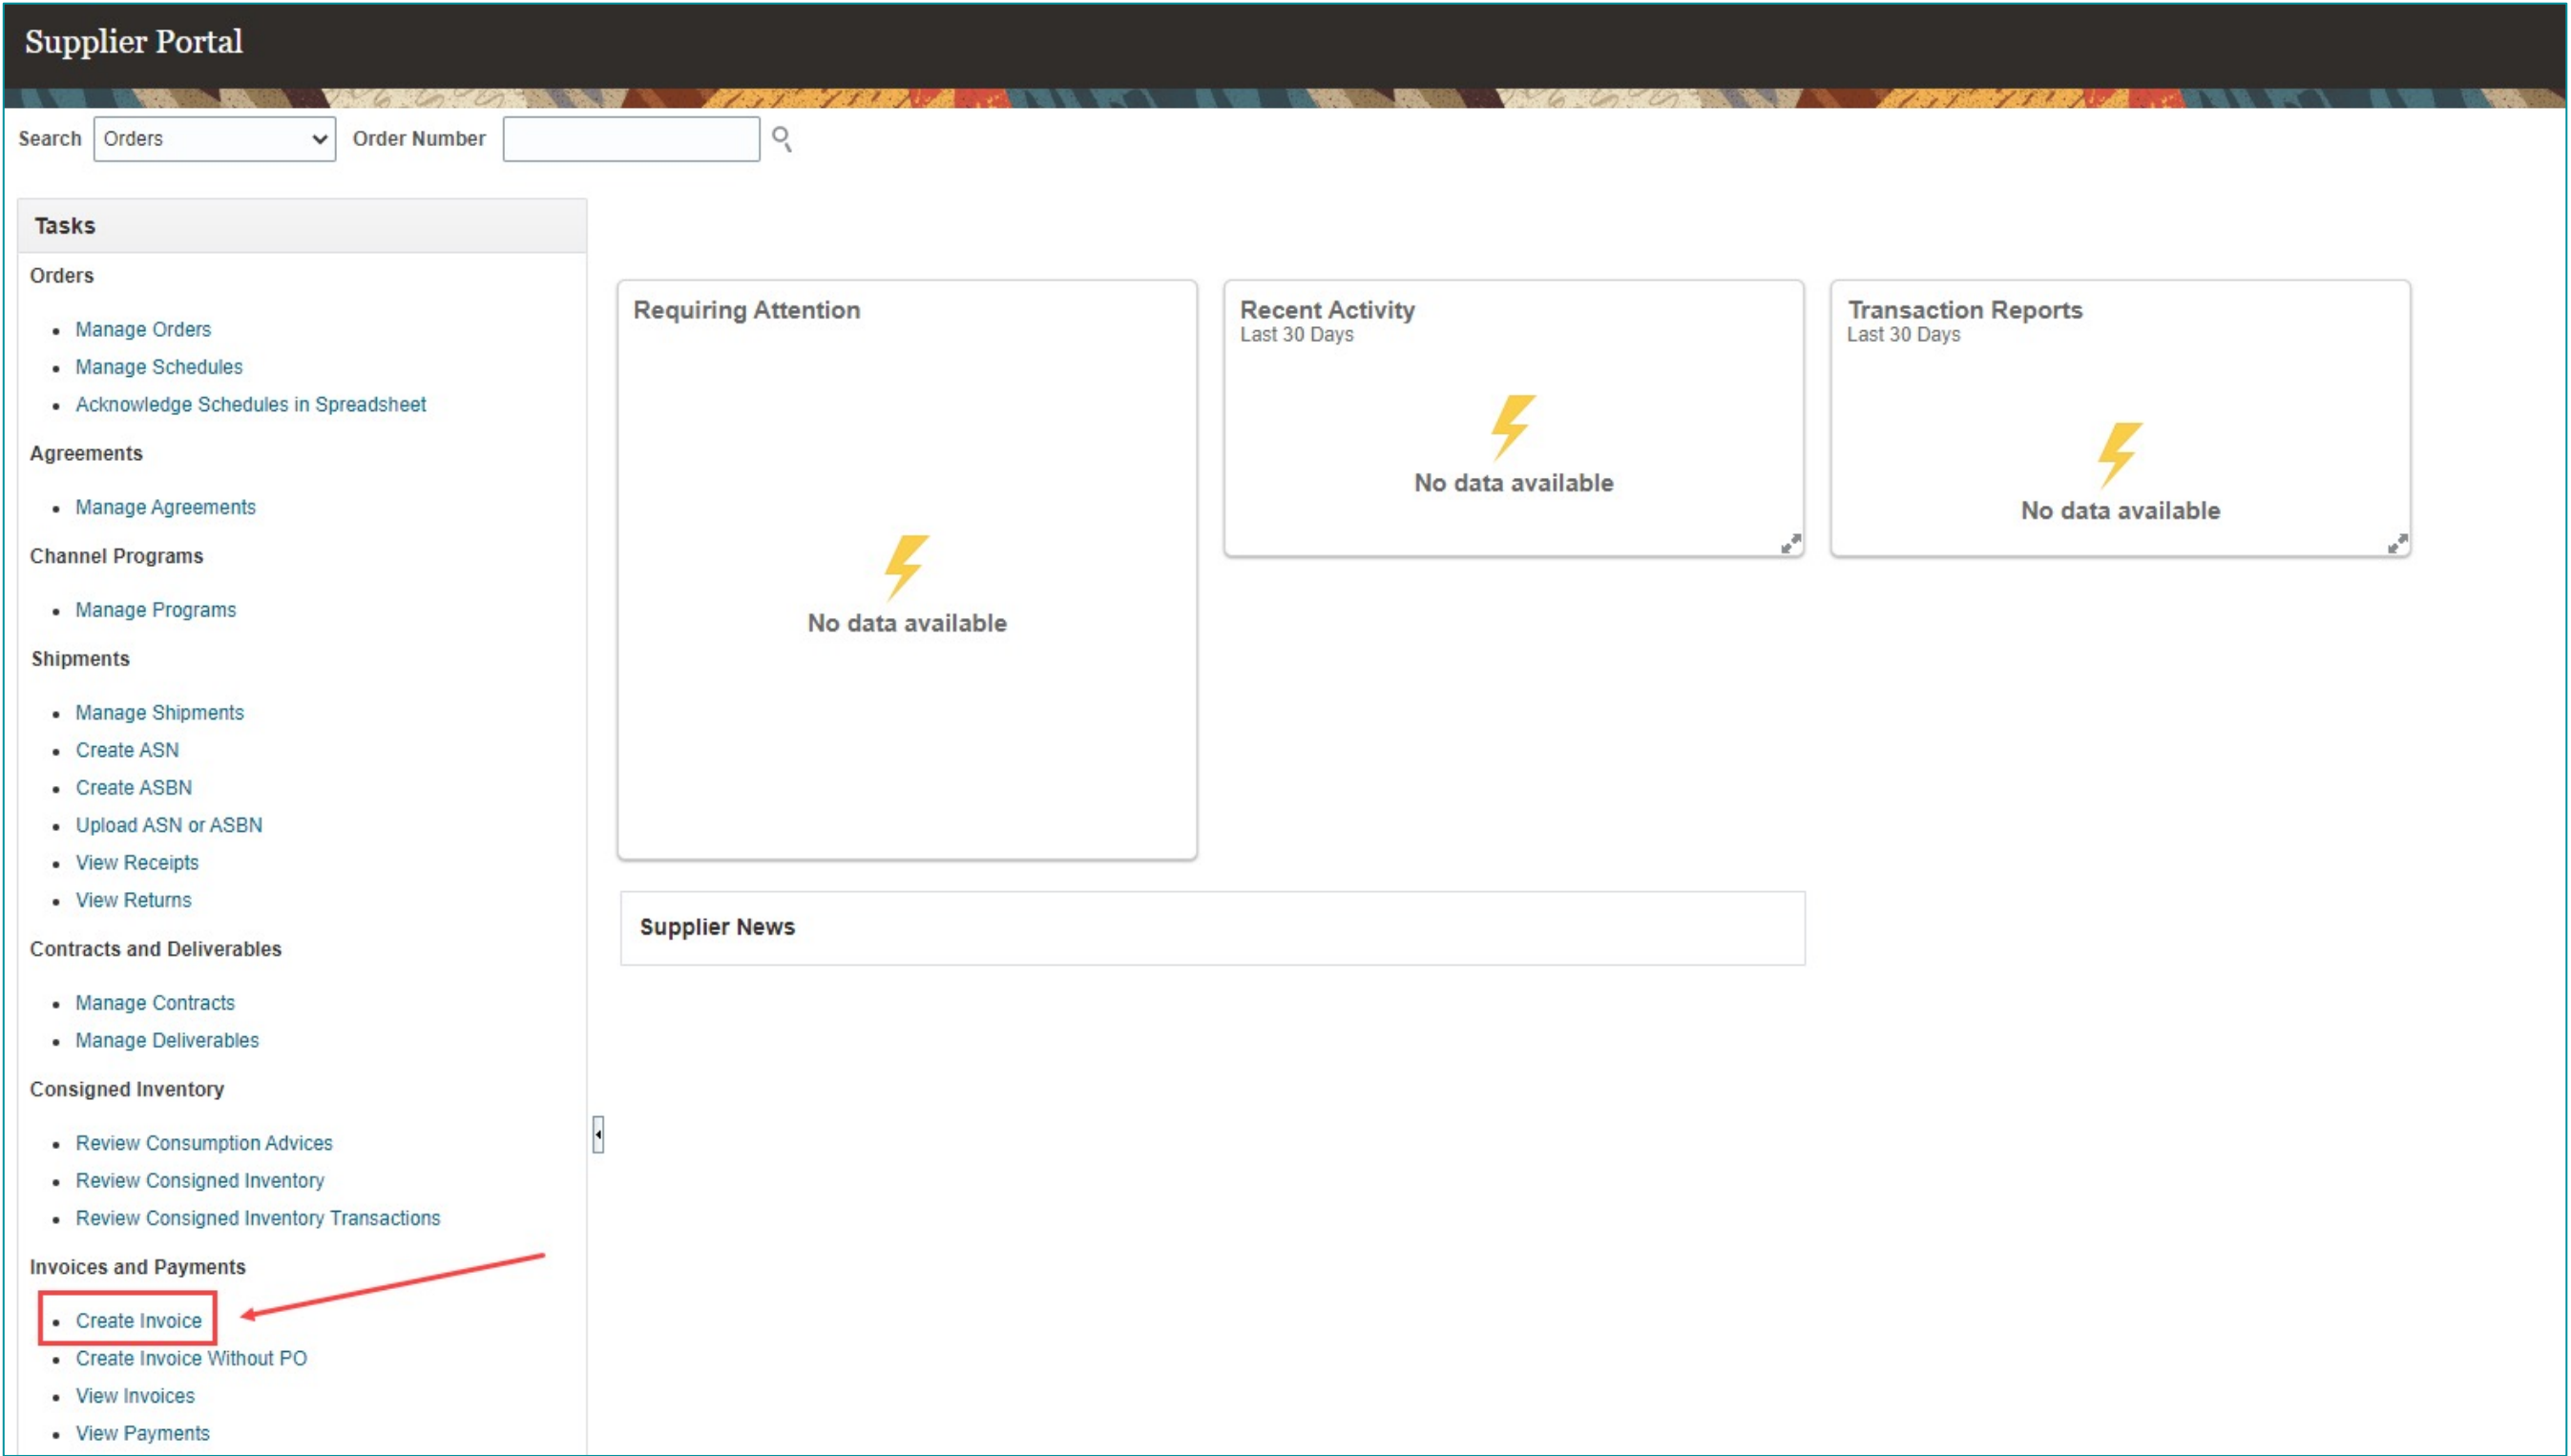 Supplier Portal
Search Orders Order Number
Tasks
Orders
Manage Orders
Manage Schedules
Acknowledge Schedules in Spreadsheet
Agreements
Manage Agreements
Channel Programs
Manage Programs
Shipments
Manage Shipments
Create ASN
Create ASBN
Upload ASN or ASBN
View Receipts
View Returns
Contracts and Deliverables
Manage Contracts
Manage Deliverables
Consigned Inventory
Review Consumption Advices
Review Consigned Inventory
Review Consigned Inventory Transactions
Invoices and Payments
Create Invoice
Create Invoice Without PO
View Invoices
View Payments
Requiring Attention
No data available
Recent Activity
Last 30 Days
No data available
Transaction Reports
Last 30 Days
No data available
Supplier News